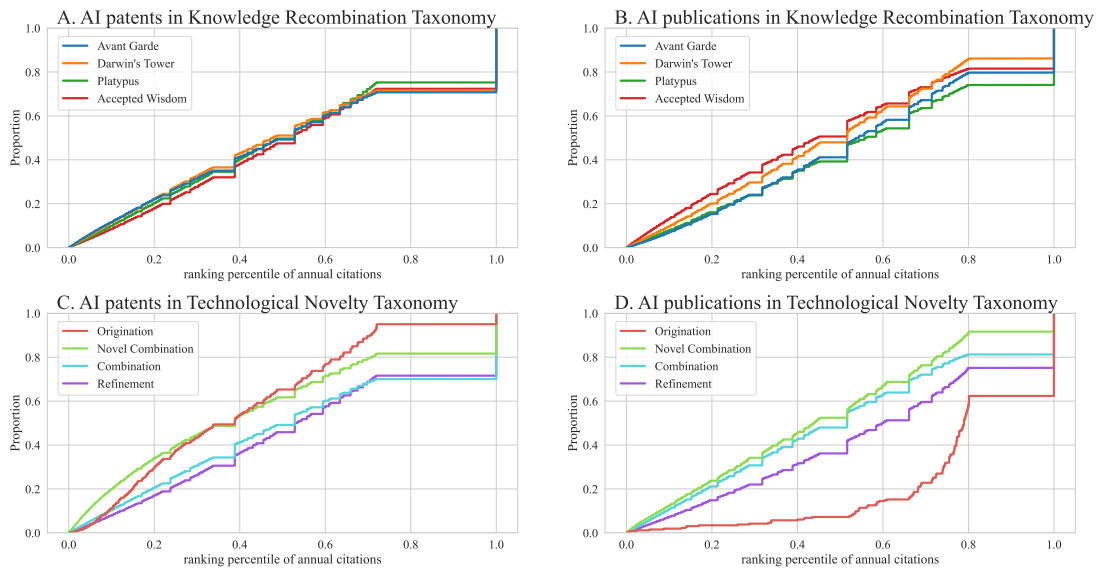 A. AI patents in Knowledge Recombination Taxonomy
1.0
0.8
0.6
0.4
0.2
0.0
Proportion
Avant Garde
Darwin's Tower
Platypus
Accepted Wisdom
0.0 0.2 0.4 0.6 0.8 1.0
ranking percentile of annual citations
B. AI publications in Knowledge Recombination Taxonomy
1.0
0.8
0.6
0.4
0.2
0.0
Proportion
Avant Garde
Darwin's Tower
Platypus
Accepted Wisdom
0.0 0.2 0.4 0.6 0.8 1.0
ranking percentile of annual citations
C. AI patents in Technological Novelty Taxonomy
1.0
0.8
0.6
0.4
0.2
0.0
Proportion
Origination
Novel Combination
Combination
Refinement
0.0 0.2 0.4 0.6 0.8 1.0
ranking percentile of annual citations
D. AI publications in Technological Novelty Taxonomy
1.0
0.8
0.6
0.4
0.2
0.0
Proportion
Origination
Novel Combination
Combination
Refinement
0.0 0.2 0.4 0.6 0.8 1.0
ranking percentile of annual citations